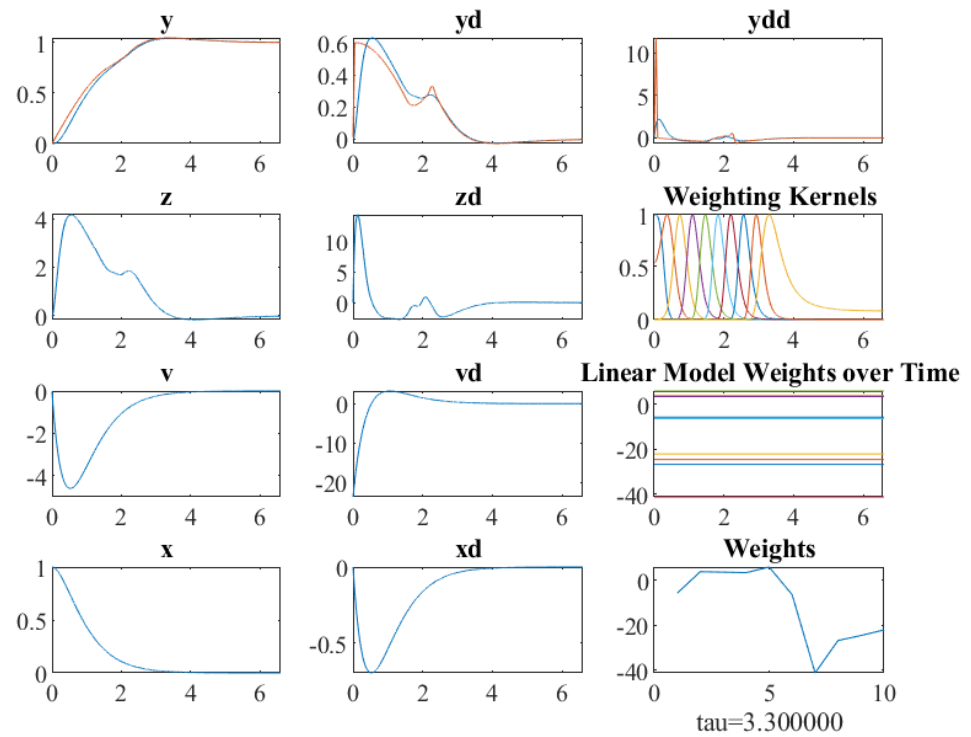 y yd ydd
1 0.6 10
0.5 0.4 5
0.2
0 0 0
0 2 4 6 0 2 4 6 0 2 4 6
z zd Weighting Kernels
4 10 1
2 0.5
0 0 0
0 2 4 6 0 2 4 6 0 2 4 6
v vd Linear Model Weights over Time
0 0 0
-2 -10 -20
-4 -20 -40
0 2 4 6 0 2 4 6 0 2 4 6
x xd Weights
1 0 0
0.5 -0.5 -20
0 -40
0 2 4 6 0 2 4 6 0 5 10
tau=3.300000